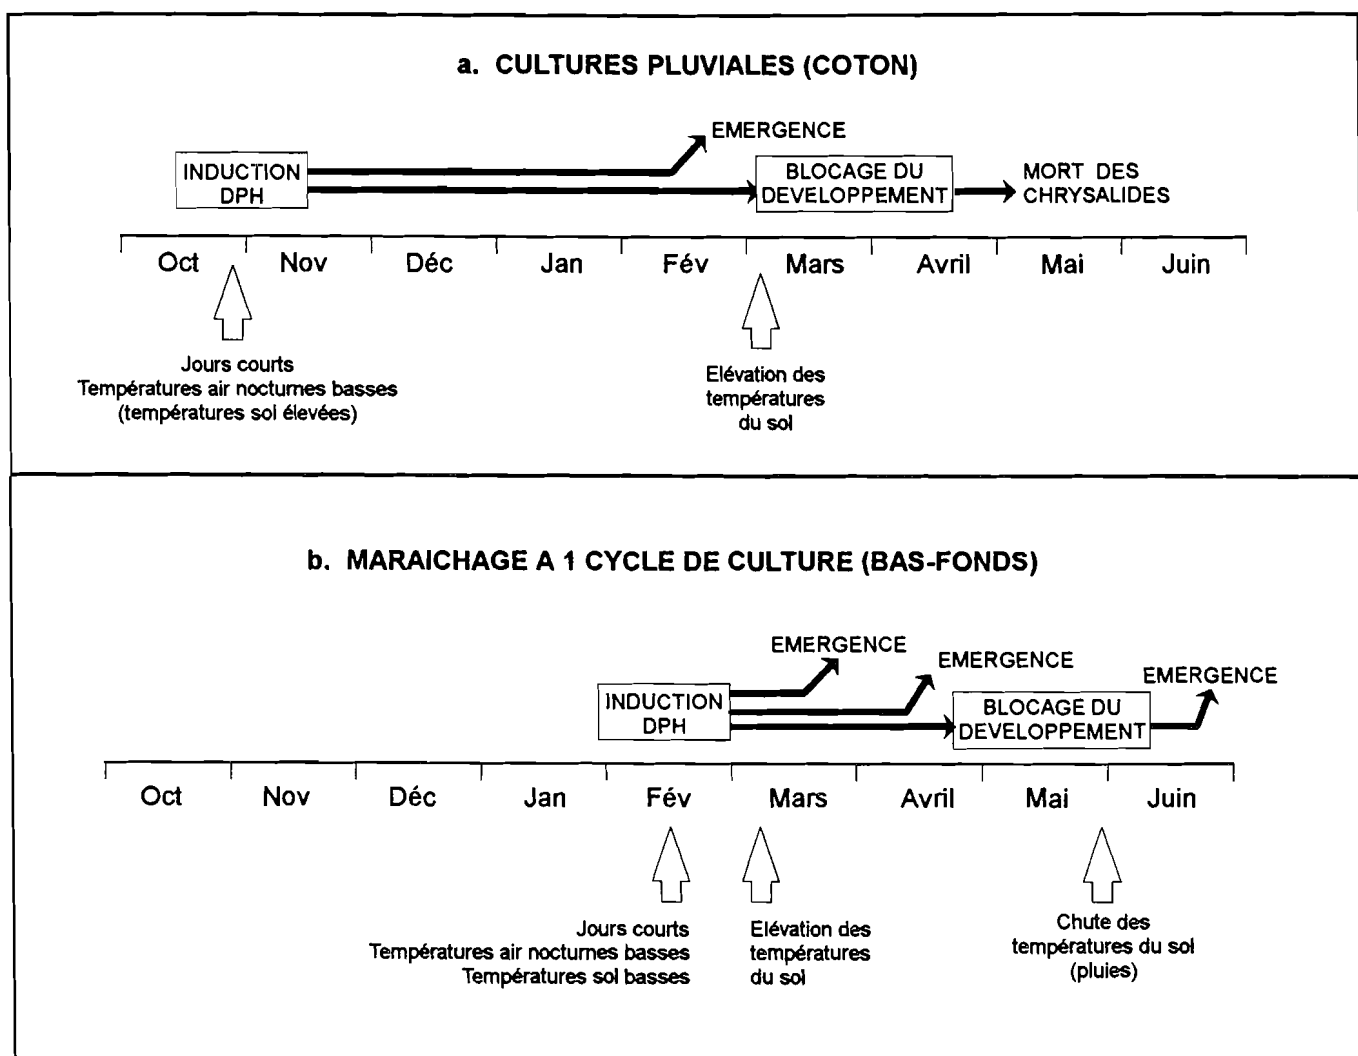 a. CULTURES PLUVIALES (COTON)
EMERGENCE
INDUCTION
DPH
BLOCAGE DU
DEVELOPPEMENT
MORT DES
CHRYSALIDES
Oct Nov Déc Jan Fév Mars Avril Mai Juin
Jours courts
Températures air nocturnes basses
(températures sol élevées)
Elévation des
températures
du sol
b. MARAICHAGE A 1 CYCLE DE CULTURE (BAS-FONDS)
EMERGENCE
EMERGENCE
EMERGENCE
INDUCTION
DPH
BLOCAGE DU
DEVELOPPEMENT
Oct Nov Déc Jan Fév Mars Avril Mai Juin
Jours courts
Températures air nocturnes basses
Températures sol basses
Elévation des
températures
du sol
Chute des
températures du sol
(pluies)